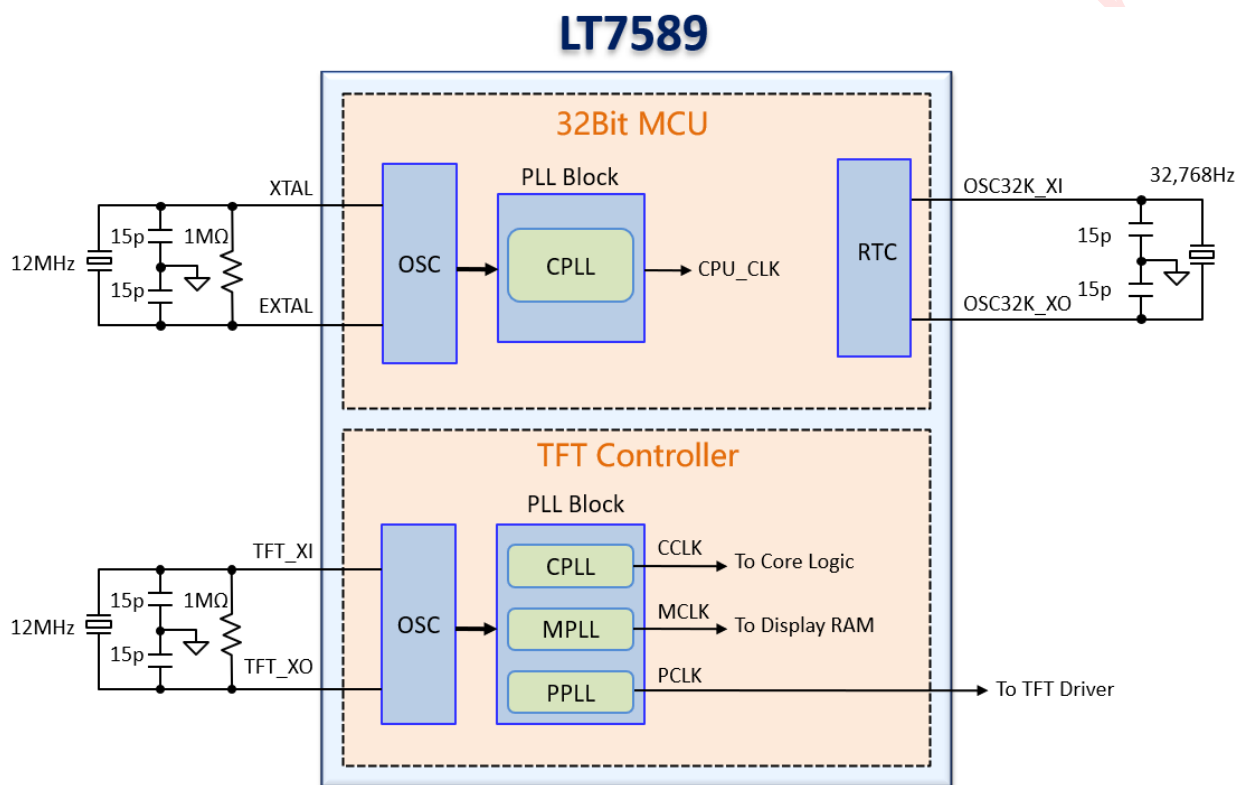 LT7589
32Bit MCU
XTAL
PLL Block
OSC32K_XI
32,768Hz
15p
1MΩ
12MHz
OSC
CPLL
CPU_CLK
RTC
15p
15p
15p
EXTAL
OSC32K_XO
TFT Controller
PLL Block
TFT_XI
CPLL
CCLK
To Core Logic
15p
1MΩ
12MHz
OSC
MPLL
MCLK
To Display RAM
15p
TFT_XO
PPLL
PCLK
To TFT Driver